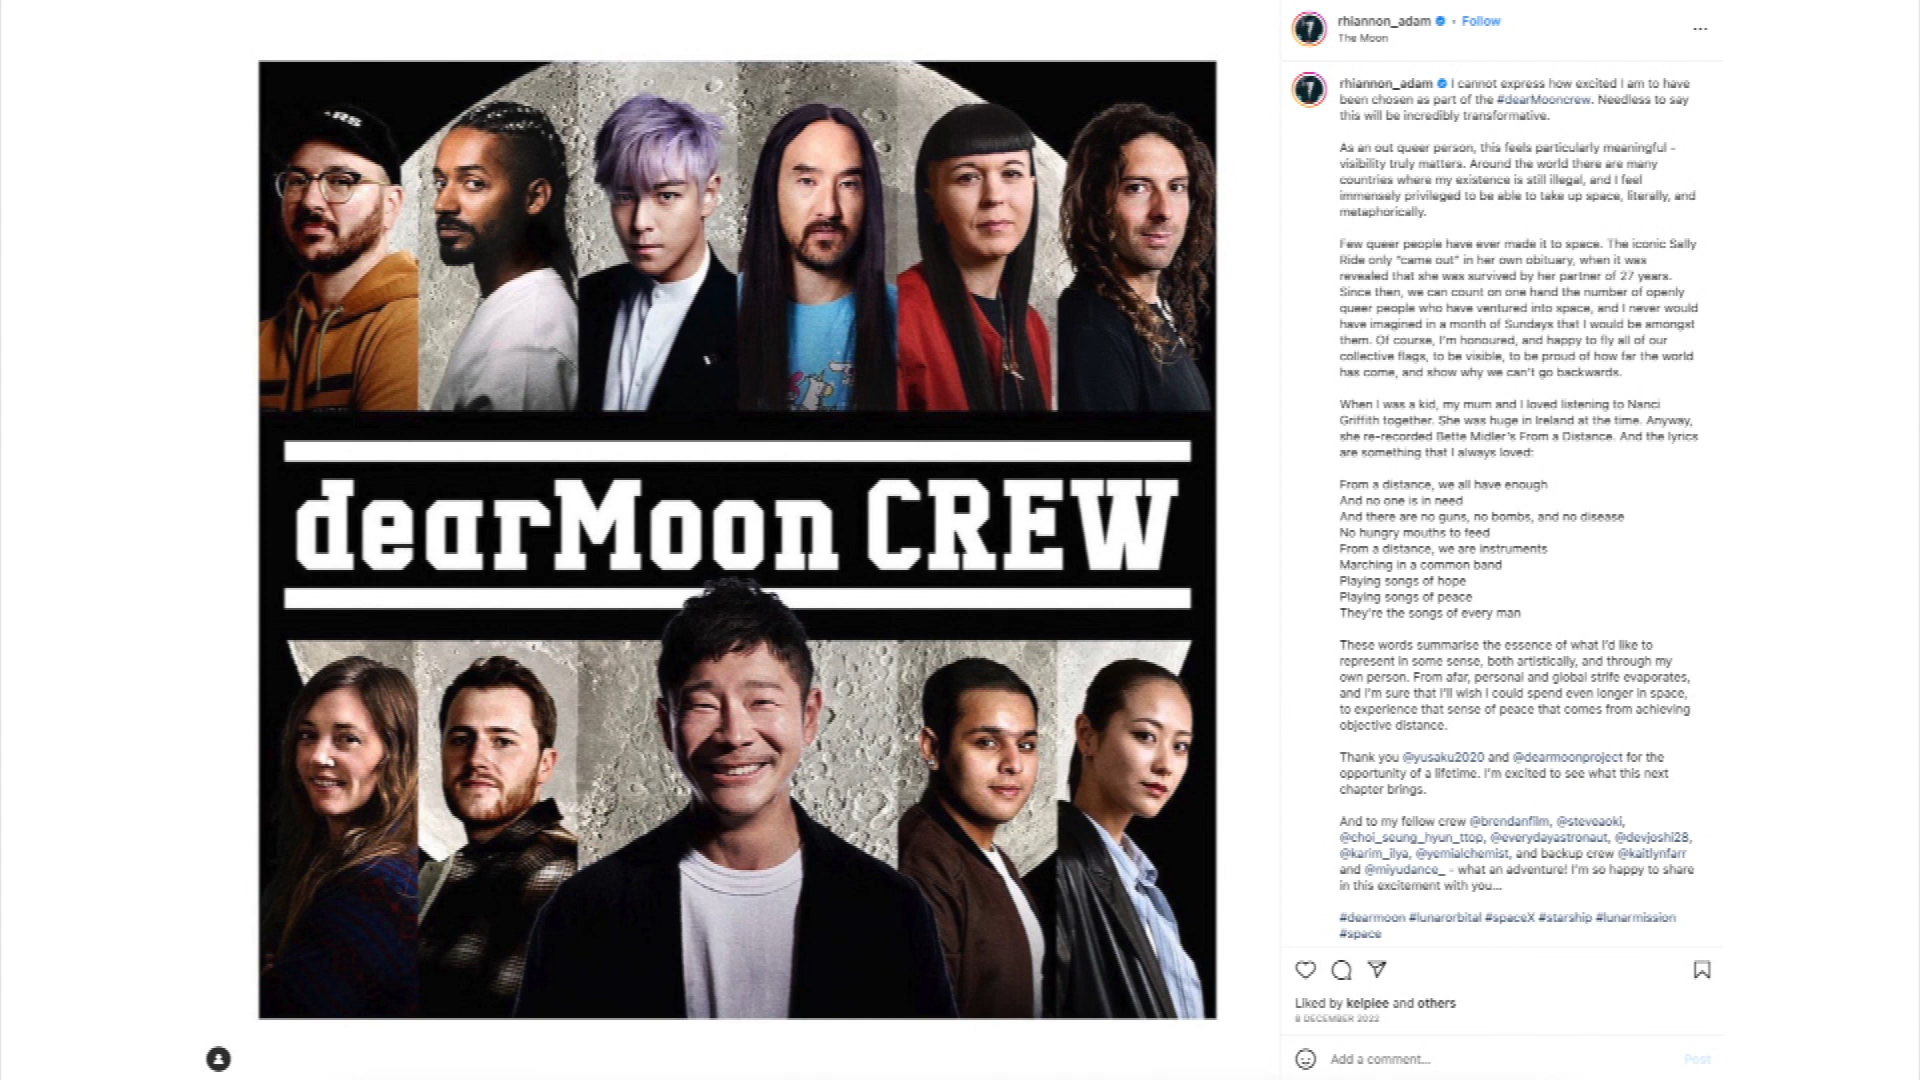 RS
dearMoon CREW
rhiannon_adam • Follow
The Moon
...
rhiannon_adam I cannot express how excited I am to have
been chosen as part of the #dearMooncrew. Needless to say
this will be incredibly transformative.
As an out queer person, this feels particularly meaningful -
visibility truly matters. Around the world there are many
countries where my existence is still illegal, and I feel
immensely privileged to be able to take up space, literally, and
metaphorically.
Few queer people have ever made it to space. The iconic Sally
Ride only "came out" in her own obituary, when it was
revealed that she was survived by her partner of 27 years.
Since then, we can count on one hand the number of openly
queer people who have ventured into space, and I never would
have imagined in a month of Sundays that I would be amongst
them. Of course, I'm honoured, and happy to fly all of our
collective flags, to be visible, to be proud of how far the world
has come, and show why we can't go backwards.
When I was a kid, my mum and I loved listening to Nanci
Griffith together. She was huge in Ireland at the time. Anyway,
she re-recorded Bette Midler's From a Distance. And the lyrics
are something that I always loved:
From a distance, we all have enough
And no one is in need
And there are no guns, no bombs, and no disease
No hungry mouths to feed
From a distance, we are instruments
Marching in a common band
Playing songs of hope
Playing songs of peace
They're the songs of every man
These words summarise the essence of what I'd like to
represent in some sense, both artistically, and through my
own person. From afar, personal and global strife evaporates,
and I'm sure that I'll wish I could spend even longer in space,
to experience that sense of peace that comes from achieving
objective distance.
Thank you @yusaku2020 and @dearmoonproject for the
opportunity of a lifetime. I'm excited to see what this next
chapter brings.
And to my fellow crew @brendanfilm, @steveaoki,
@choi_seung_hyun_ttop, @everydayastronaut, @devjoshi28,
@karim_ilya, @yemialchemist, and backup crew @kaitlynfarr
and @miyudance_ - what an adventure! I'm so happy to share
in this excitement with you...
#dearmoon #lunarorbital #spaceX #starship #lunarmission
#space
Liked by kelpiee and others
8 DECEMBER 2022
Add a comment...
Post